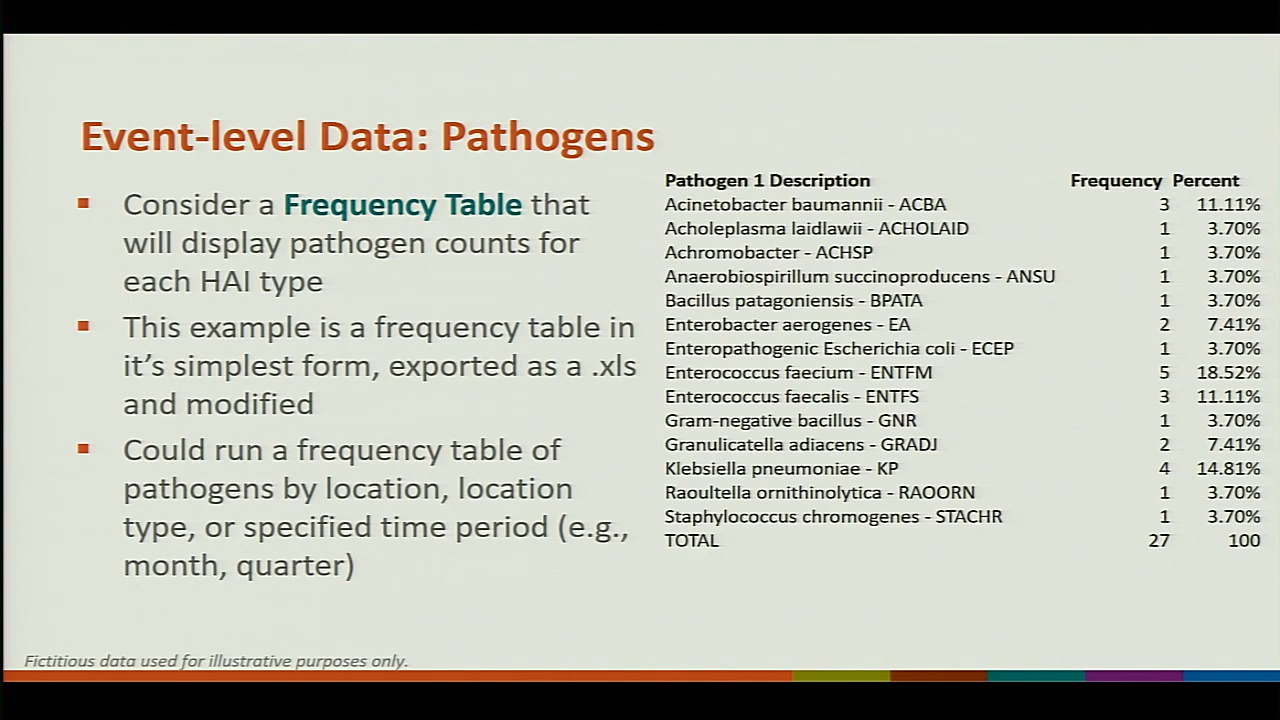 Event-level Data: Pathogens
Consider a Frequency Table that
will display pathogen counts for
each HAI type
This example is a frequency table in
it’s simplest form, exported as a .xls
and modified
Could run a frequency table of
pathogens by location, location
type, or specified time period (e.g.,
month, quarter)
Pathogen 1 Description Frequency Percent
Acinetobacter baumannii - ACBA 3 11.11%
Acholeplasma laidlawii - ACHOLAID 1 3.70%
Achromobacter - ACHSP 1 3.70%
Anaerobiospirillum succinoproducens - ANSU 1 3.70%
Bacillus patagoniensis - BPATA 1 3.70%
Enterobacter aerogenes - EA 2 7.41%
Enteropathogenic Escherichia coli - ECEP 1 3.70%
Enterococcus faecium - ENTFM 5 18.52%
Enterococcus faecalis - ENTFS 3 11.11%
Gram-negative bacillus - GNR 1 3.70%
Granulicatella adiacens - GRADJ 2 7.41%
Klebsiella pneumoniae - KP 4 14.81%
Raoultella ornithinolytica - RAOORN 1 3.70%
Staphylococcus chromogenes - STACHR 1 3.70%
TOTAL 27 100
Fictitious data used for illustrative purposes only.